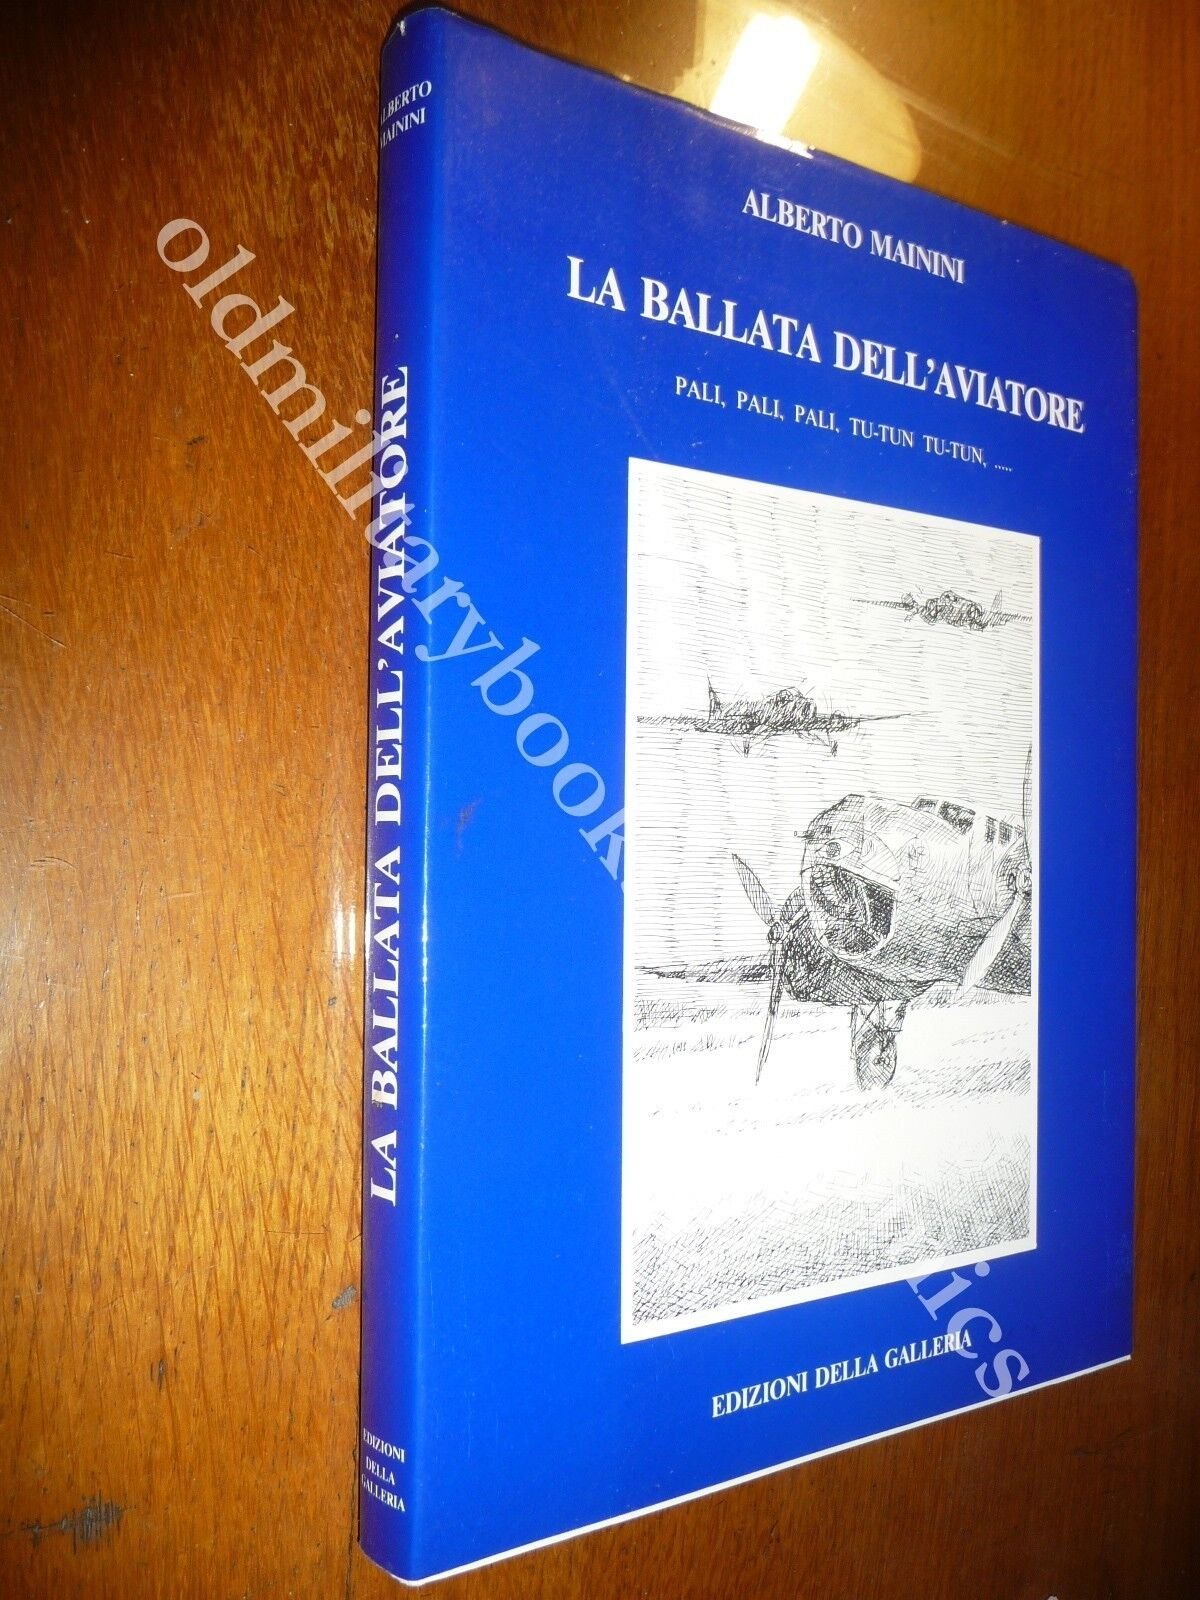 ALBERTO MAININI
LA BALLATA DELL'AVIATORE
PALI, PALI, PALI, TU-TUN TU-TUN, .....
EDIZIONI DELLA GALLERIA
ALBERTO
MAININI
LA BALLATA DELL'AVIATORE
EDIZIONI
DELLA
GALLERIA
oldmilitarybook
ics